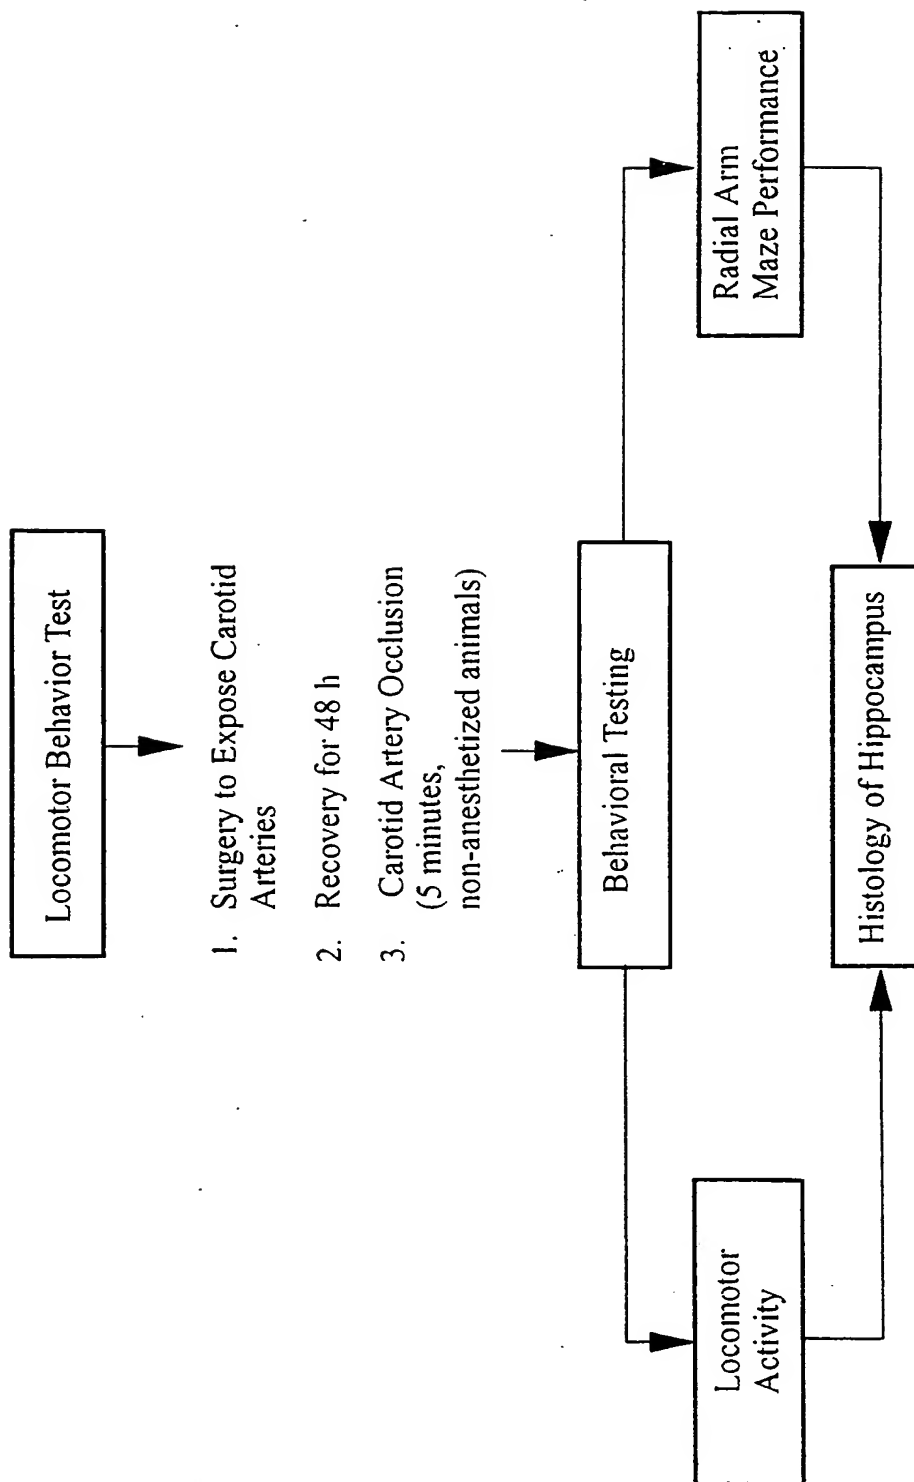 Locomotor Behavior Test
1. Surgery to Expose Carotid
Arteries
2. Recovery for 48 h
3. Carotid Artery Occlusion
(5 minutes,
non-anesthetized animals)
Behavioral Testing
Locomotor
Activity
Radial Arm
Maze Performance
Histology of Hippocampus